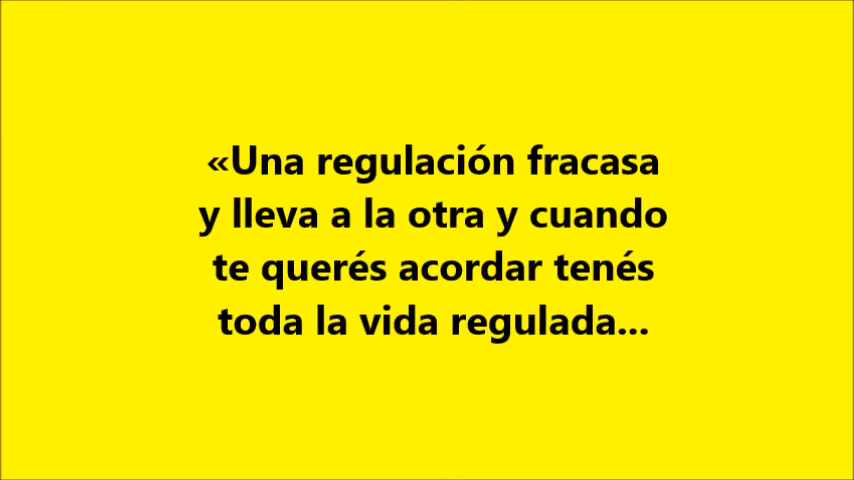 «Una regulación fracasa
y lleva a la otra y cuando
te querés acordar tenés
toda la vida regulada...